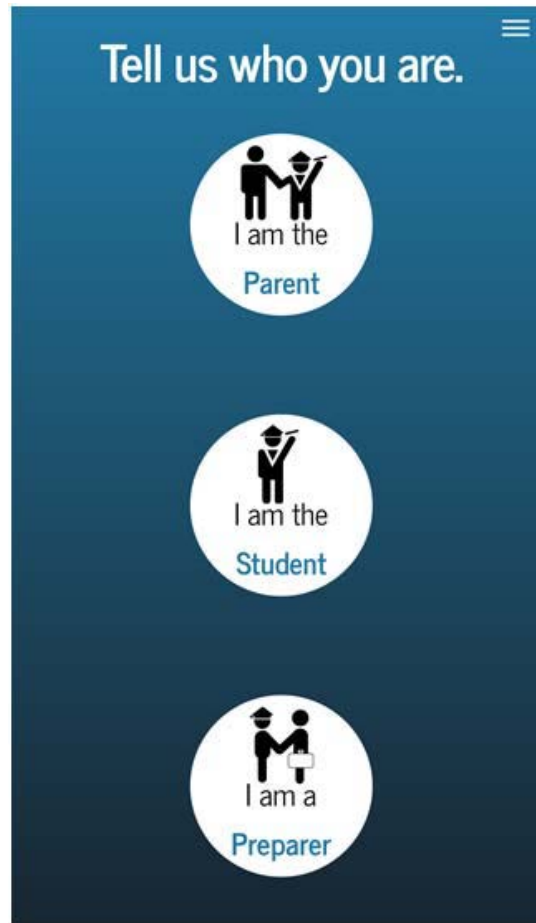 Tell us who you are.
I am the
Parent
I am the
Student
I am a
Preparer